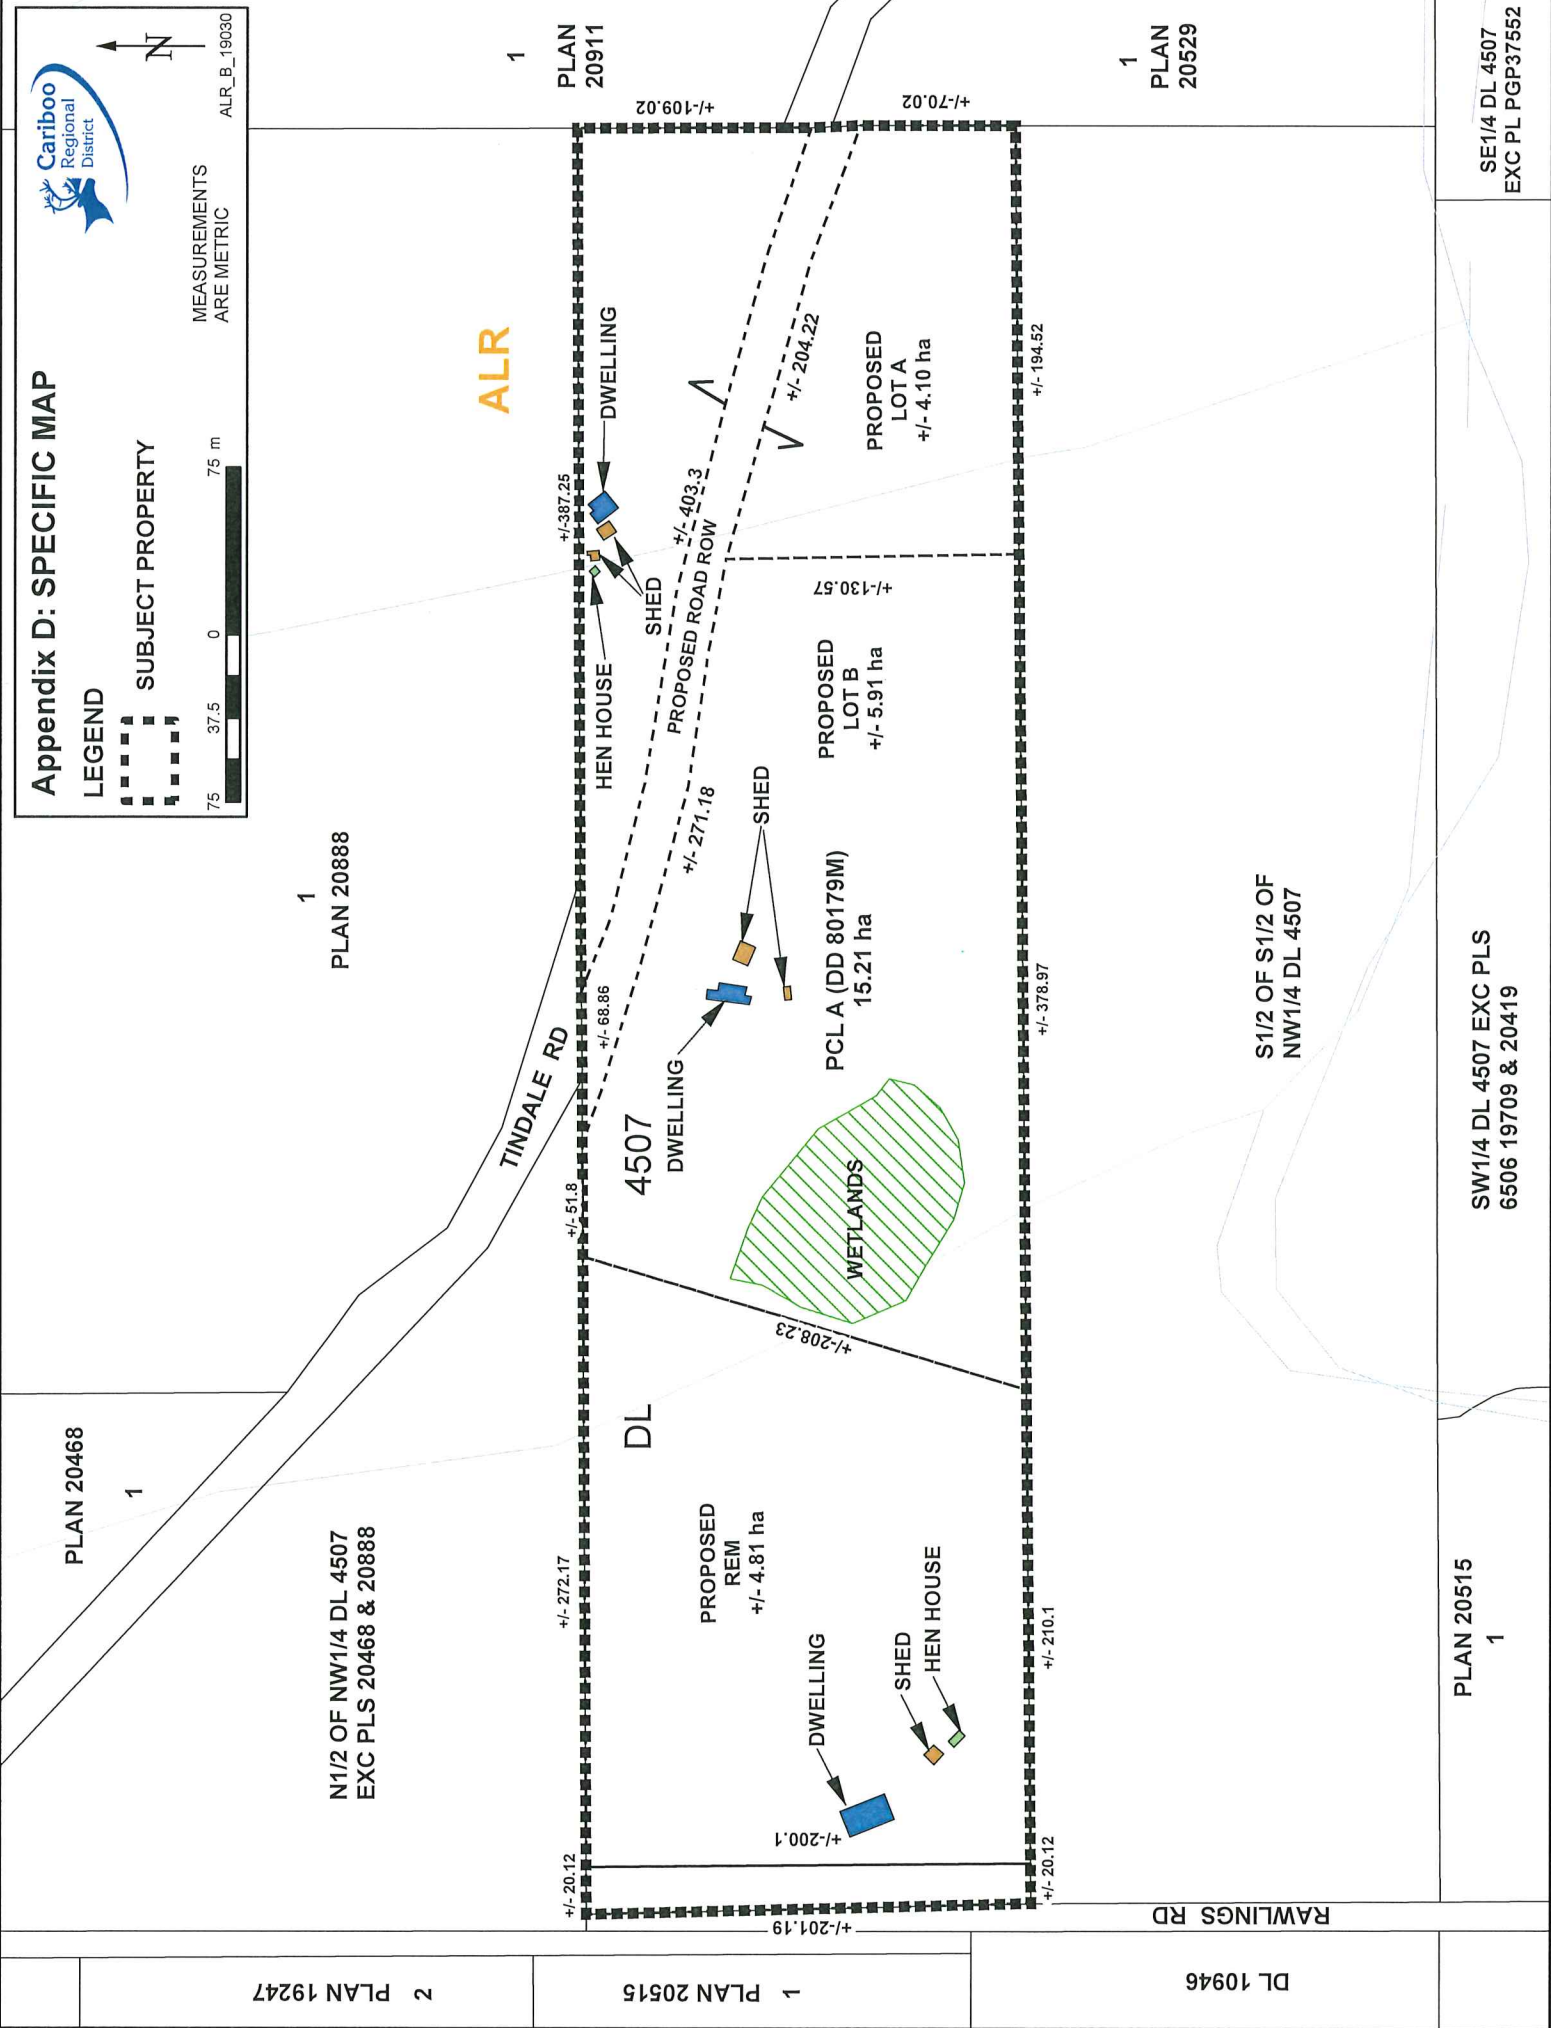 Appendix D: SPECIFIC MAP
LEGEND
SUBJECT PROPERTY
75 37.5 0 75 m
MEASUREMENTS
ARE METRIC
Cariboo
Regional
District
N
ALR_B_19030
PLAN 20468
1
N1/2 OF NW1/4 DL 4507
EXC PLS 20468 & 20888
1
PLAN 20888
TINDALE RD
ALR
1
PLAN
20911
2 PLAN 19247
1 PLAN 20515
DL 10946
RAWLINGS RD
+/- 20.12
+/- 272.17
+/- 51.8
+/- 68.86
+/-387.25
+/-109.02
+/-70.02
+/-201.19
+/-200.1
DL
4507
PROPOSED
REM
+/- 4.81 ha
DWELLING
SHED
HEN HOUSE
+/-208.23
WETLANDS
DWELLING
SHED
PCL A (DD 80179M)
15.21 ha
+/- 271.18
HEN HOUSE
SHED
DWELLING
+/- 403.3
PROPOSED ROAD ROW
+/- 204.22
PROPOSED
LOT B
+/- 5.91 ha
+/-130.57
PROPOSED
LOT A
+/- 4.10 ha
+/- 20.12
+/- 210.1
+/- 378.97
+/- 194.52
1
PLAN
20529
S1/2 OF S1/2 OF
NW1/4 DL 4507
PLAN 20515
1
SW1/4 DL 4507 EXC PLS
6506 19709 & 20419
SE1/4 DL 4507
EXC PL PGP37552